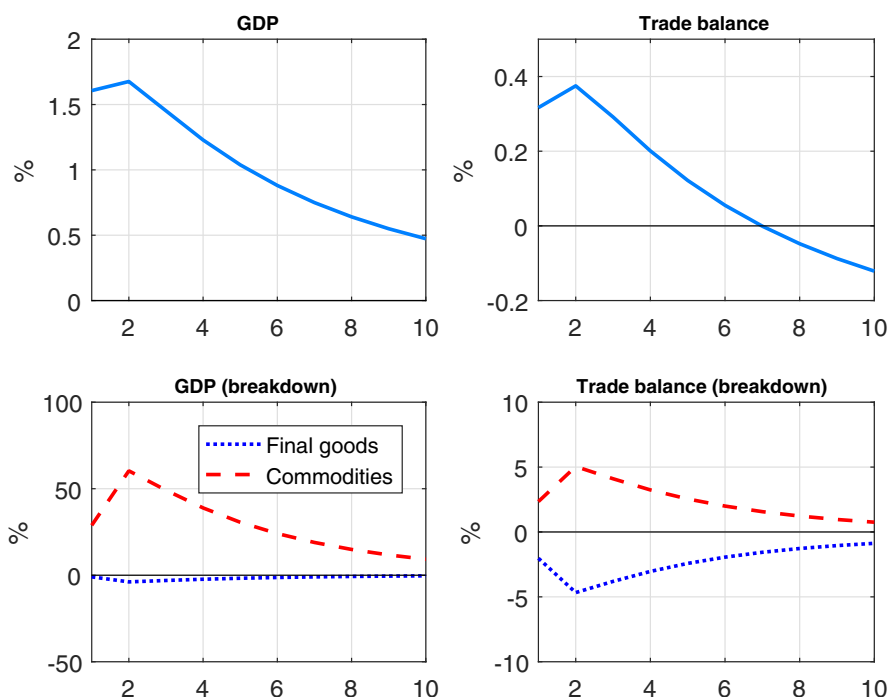 GDP
2
1.5
1
0.5
0
%
2 4 6 8 10
Trade balance
0.4
0.2
0
-0.2
%
2 4 6 8 10
GDP (breakdown)
100
50
0
-50
%
Final goods
Commodities
2 4 6 8 10
Trade balance (breakdown)
10
5
0
-5
-10
%
2 4 6 8 10